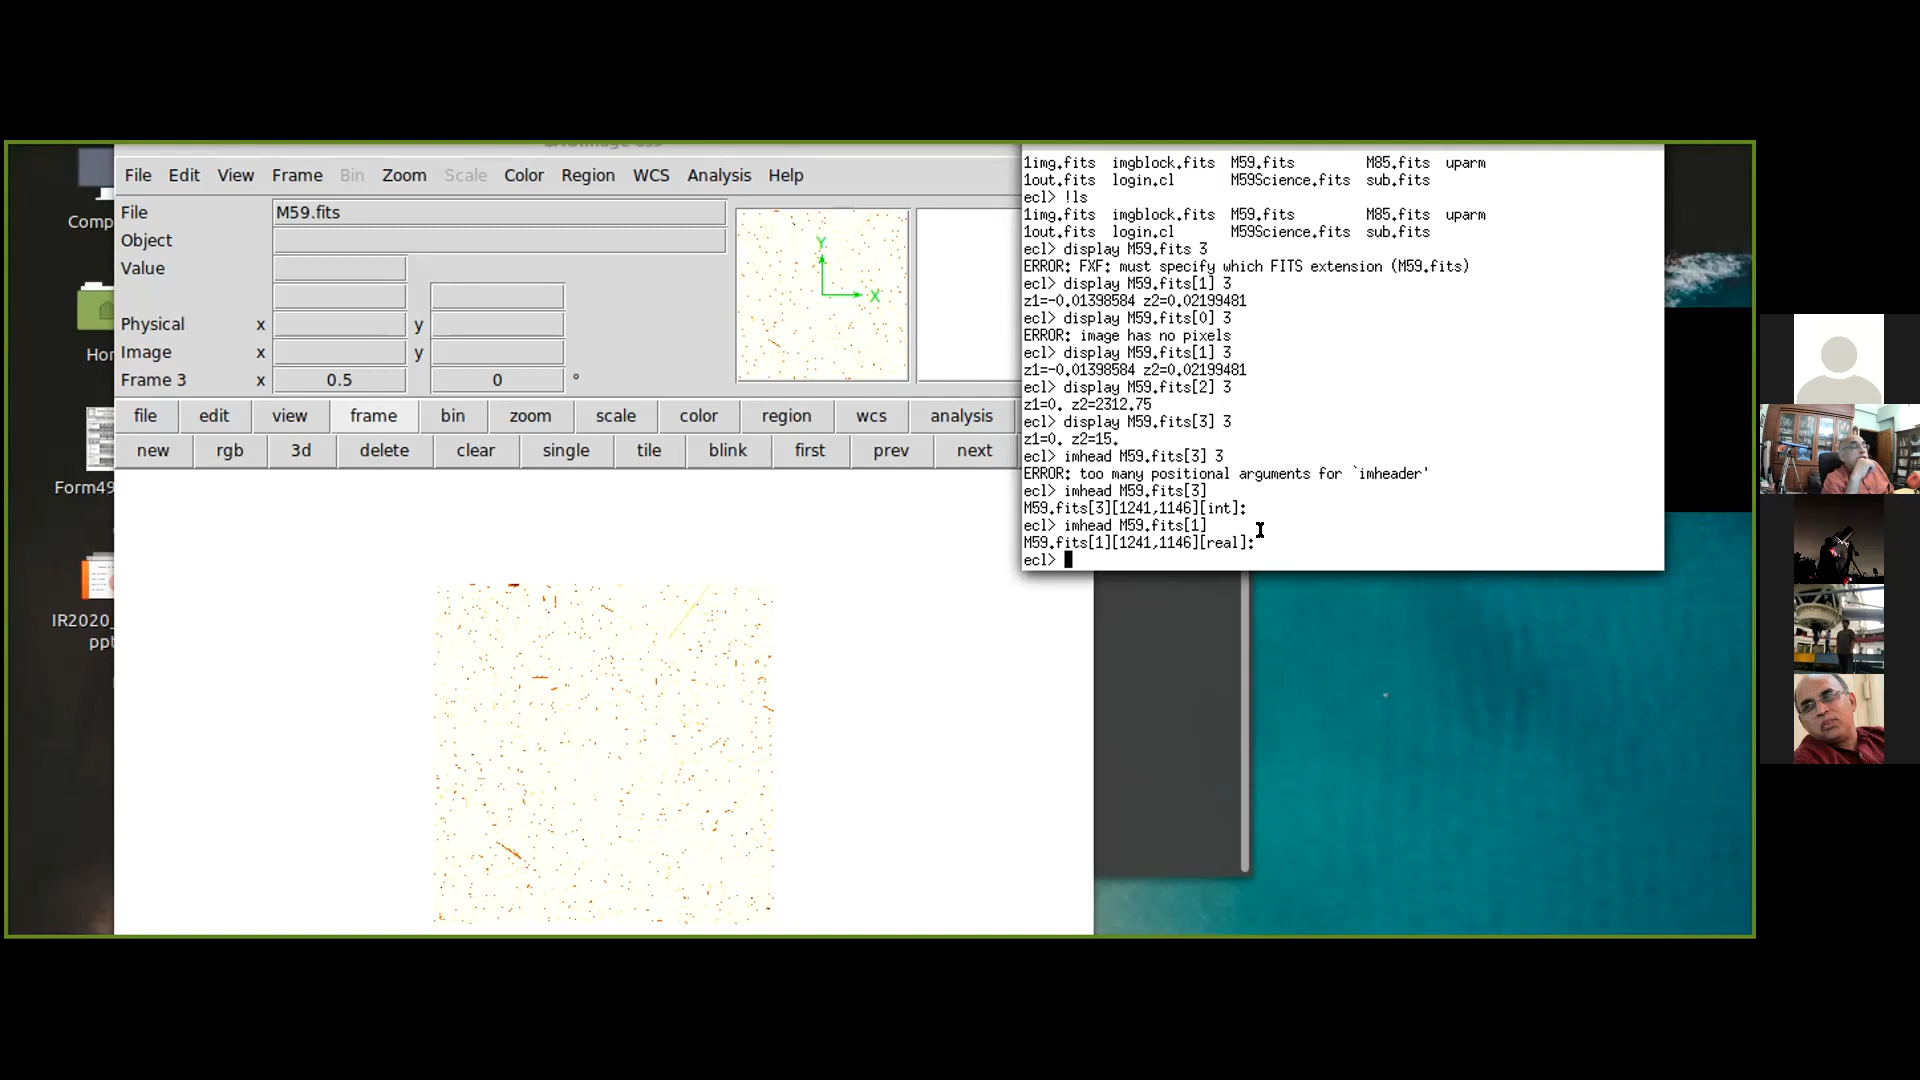 Comp
Hor
Form49
IR2020_
ppt
File Edit View Frame Bin Zoom Scale Color Region WCS Analysis Help
File M59.fits
Object
Value
Physical x y
Image x y
Frame 3 x 0.5 0 °
Y
X
file edit view frame bin zoom scale color region wcs analysis
new rgb 3d delete clear single tile blink first prev next
1img.fits imgblock.fits M59.fits M85.fits uparm
1out.fits login.cl M59Science.fits sub.fits
ecl> !ls
1img.fits imgblock.fits M59.fits M85.fits uparm
1out.fits login.cl M59Science.fits sub.fits
ecl> display M59.fits 3
ERROR: FXF: must specify which FITS extension (M59.fits)
ecl> display M59.fits[1] 3
z1=-0.01398584 z2=0.02199481
ecl> display M59.fits[0] 3
ERROR: image has no pixels
ecl> display M59.fits[1] 3
z1=-0.01398584 z2=0.02199481
ecl> display M59.fits[2] 3
z1=0. z2=2312.75
ecl> display M59.fits[3] 3
z1=0. z2=15.
ecl> imhead M59.fits[3] 3
ERROR: too many positional arguments for `imheader'
ecl> imhead M59.fits[3]
M59.fits[3][1241,1146][int]:
ecl> imhead M59.fits[1]
M59.fits[1][1241,1146][real]:
ecl>